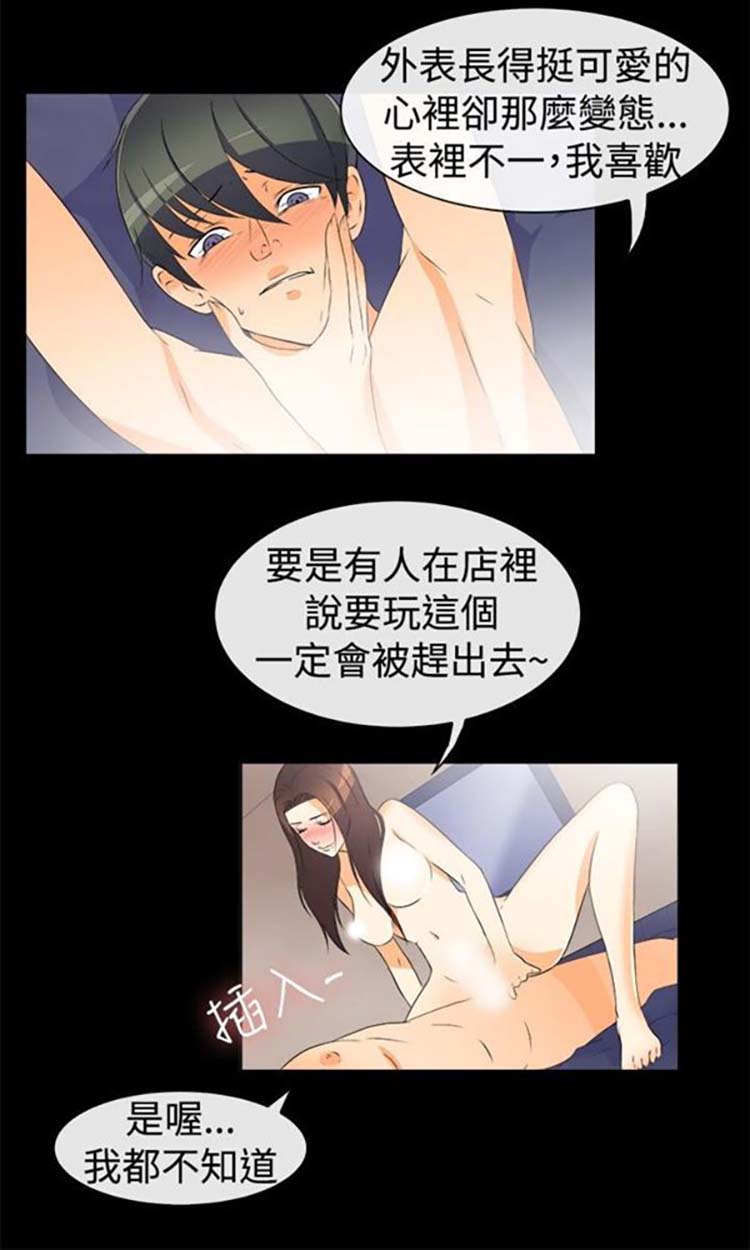 外表長得挺可愛的
心裡卻那麼變態...
表裡不一，我喜歡
要是有人在店裡
說要玩這個
一定會被趕出去~
插入~
是喔...
我都不知道